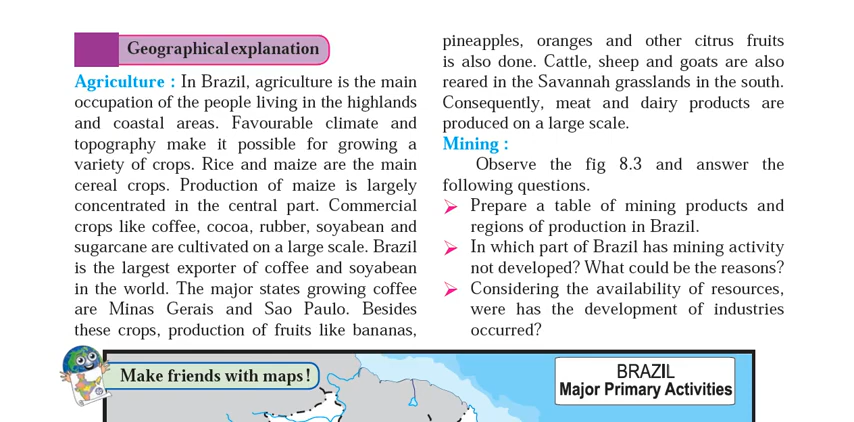 Geographical explanation
Agriculture : In Brazil, agriculture is the main
occupation of the people living in the highlands
and coastal areas. Favourable climate and
topography make it possible for growing a
variety of crops. Rice and maize are the main
cereal crops. Production of maize is largely
concentrated in the central part. Commercial
crops like coffee, cocoa, rubber, soyabean and
sugarcane are cultivated on a large scale. Brazil
is the largest exporter of coffee and soyabean
in the world. The major states growing coffee
are Minas Gerais and Sao Paulo. Besides
these crops, production of fruits like bananas,
pineapples, oranges and other citrus fruits
is also done. Cattle, sheep and goats are also
reared in the Savannah grasslands in the south.
Consequently, meat and dairy products are
produced on a large scale.
Mining :
Observe the fig 8.3 and answer the
following questions.
➢ Prepare a table of mining products and
regions of production in Brazil.
➢ In which part of Brazil has mining activity
not developed? What could be the reasons?
➢ Considering the availability of resources,
were has the development of industries
occurred?
Make friends with maps!
BRAZIL
Major Primary Activities